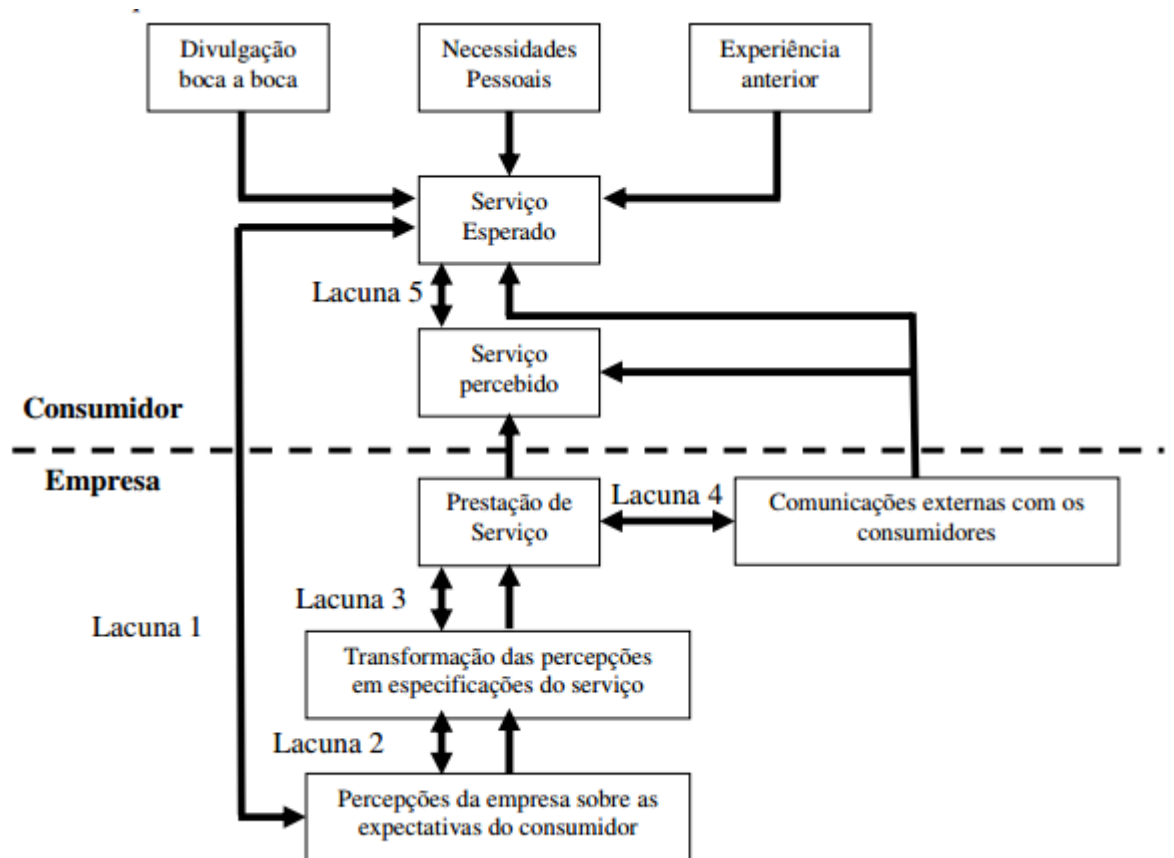 Divulgação
boca a boca
Necessidades
Pessoais
Experiência
anterior
Serviço
Esperado
Lacuna 5
Serviço
percebido
Consumidor
Empresa
Prestação de
Serviço
Lacuna 4
Comunicações externas com os
consumidores
Lacuna 3
Lacuna 1
Transformação das percepções
em especificações do serviço
Lacuna 2
Percepções da empresa sobre as
expectativas do consumidor